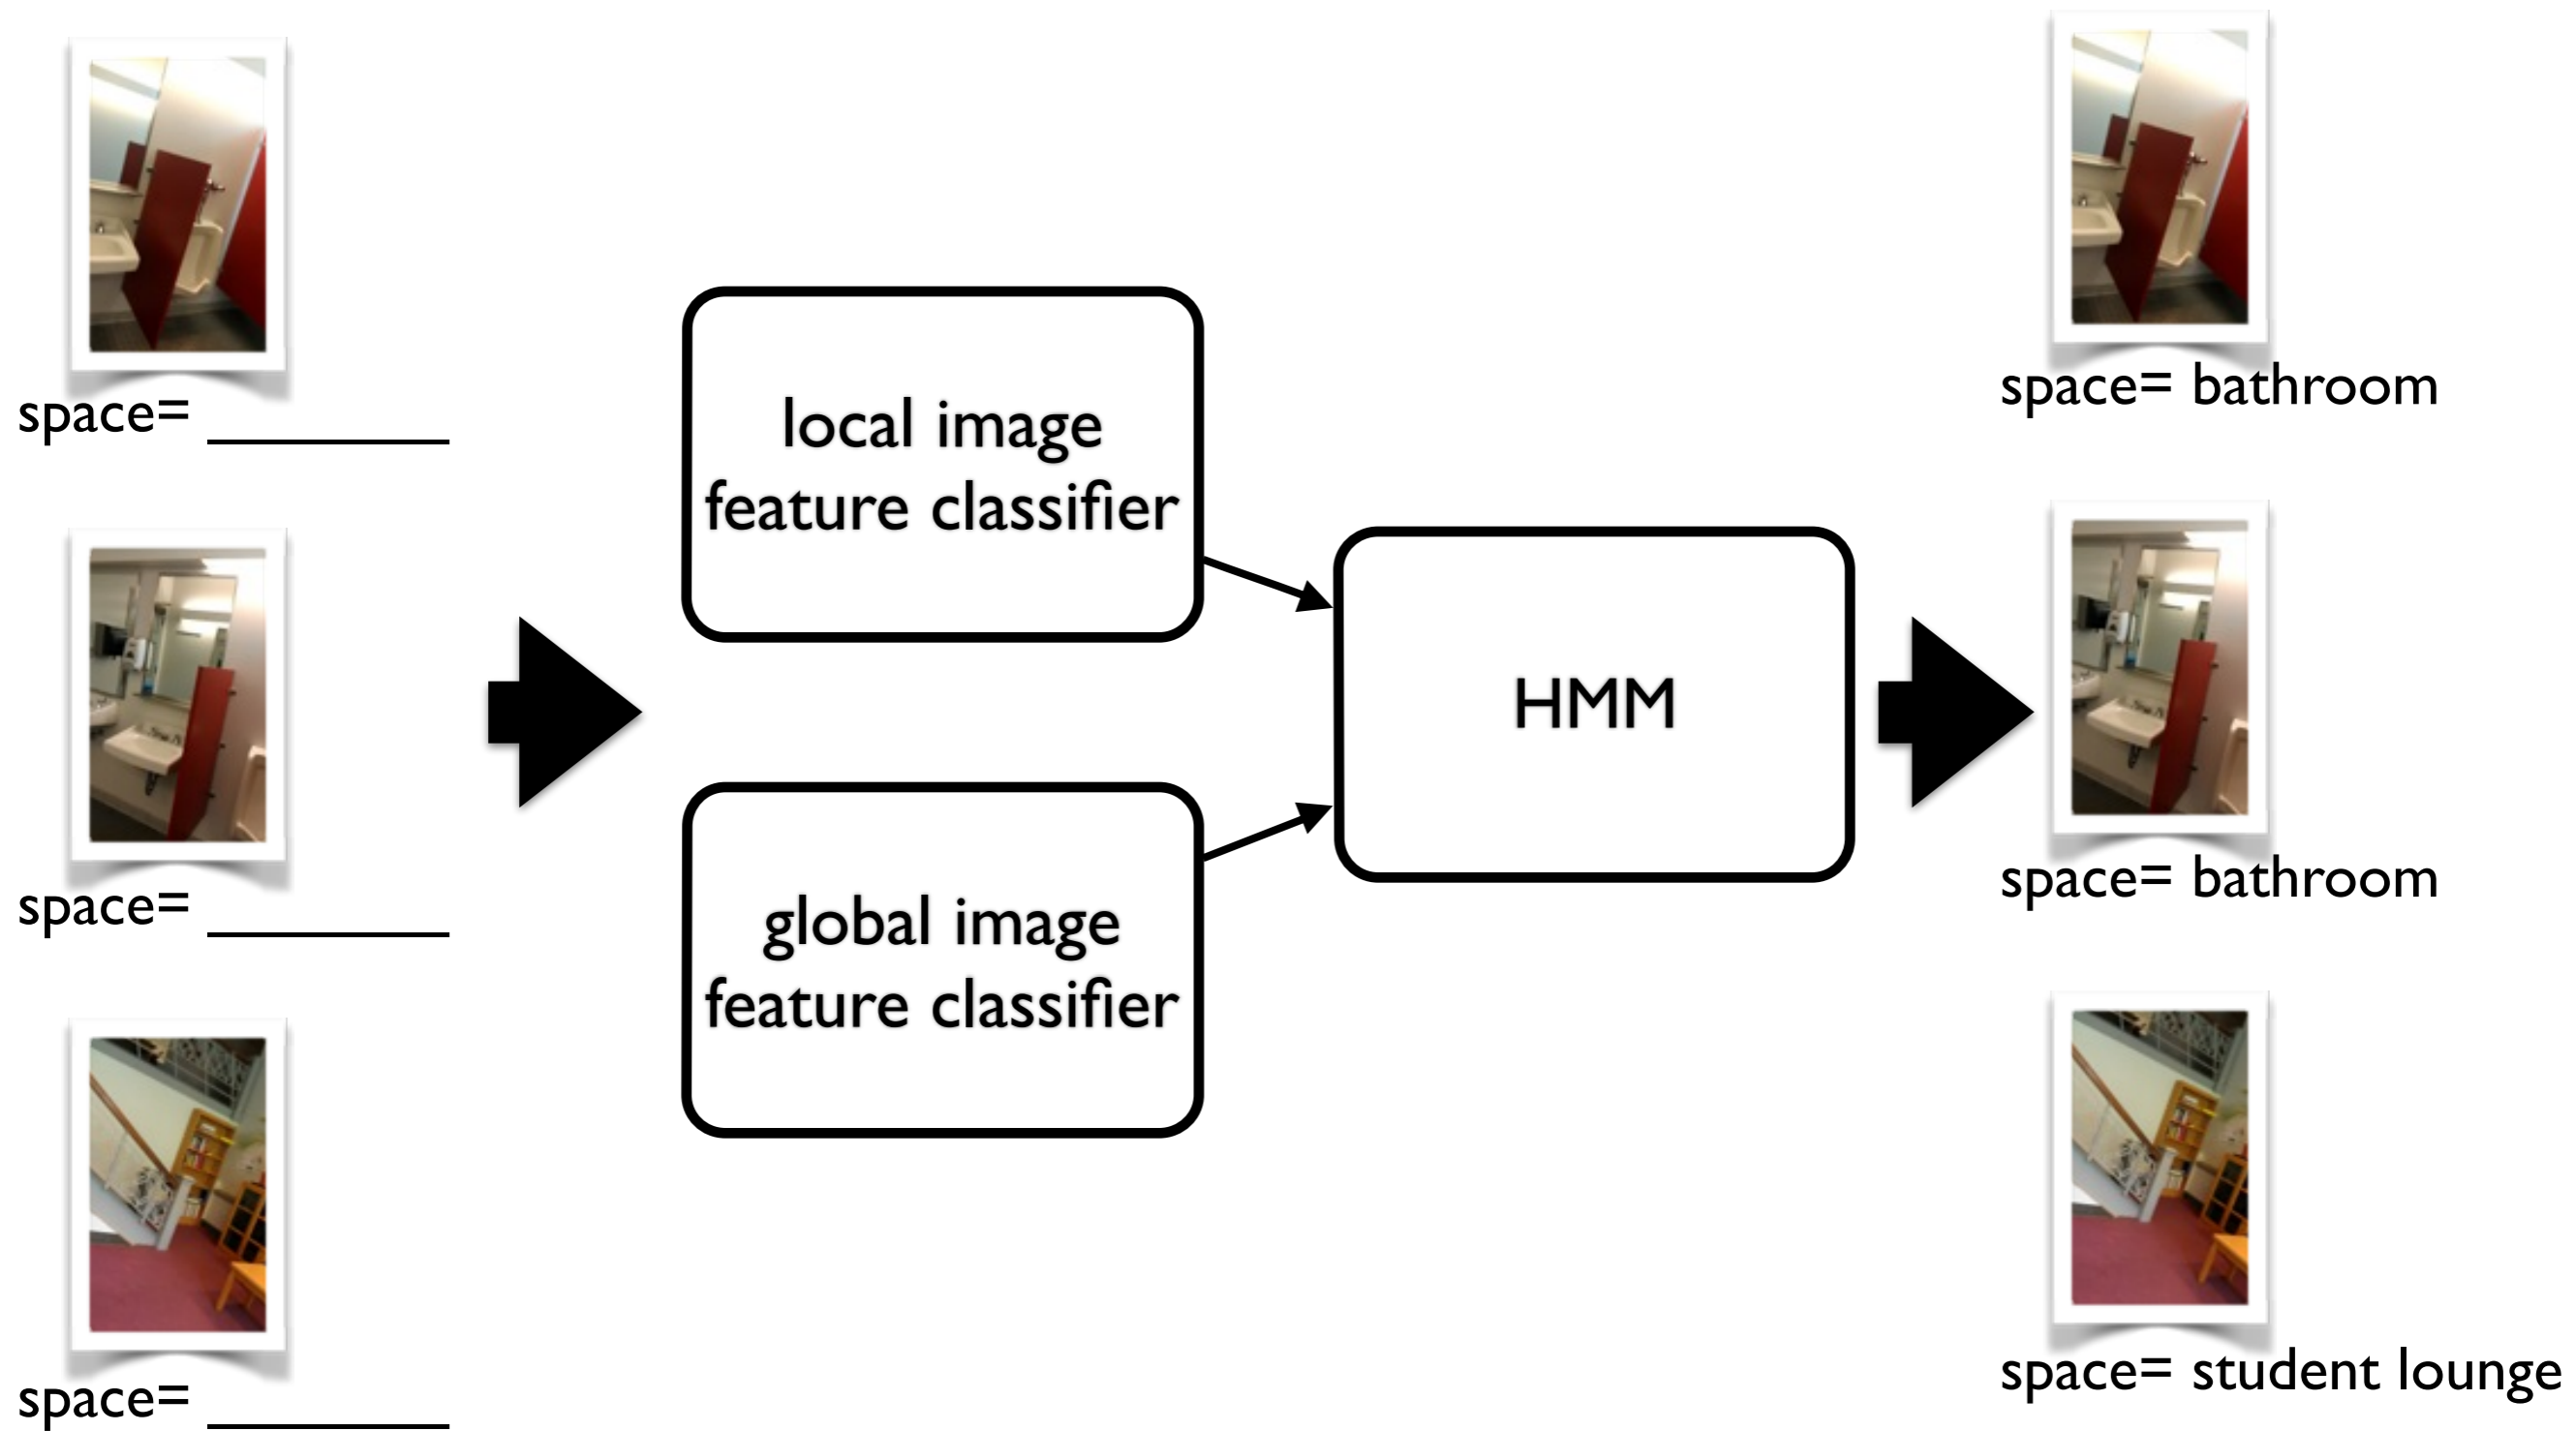 space= ________
space= ________
space= ________
local image
feature classifier
global image
feature classifier
HMM
space= bathroom
space= bathroom
space= student lounge